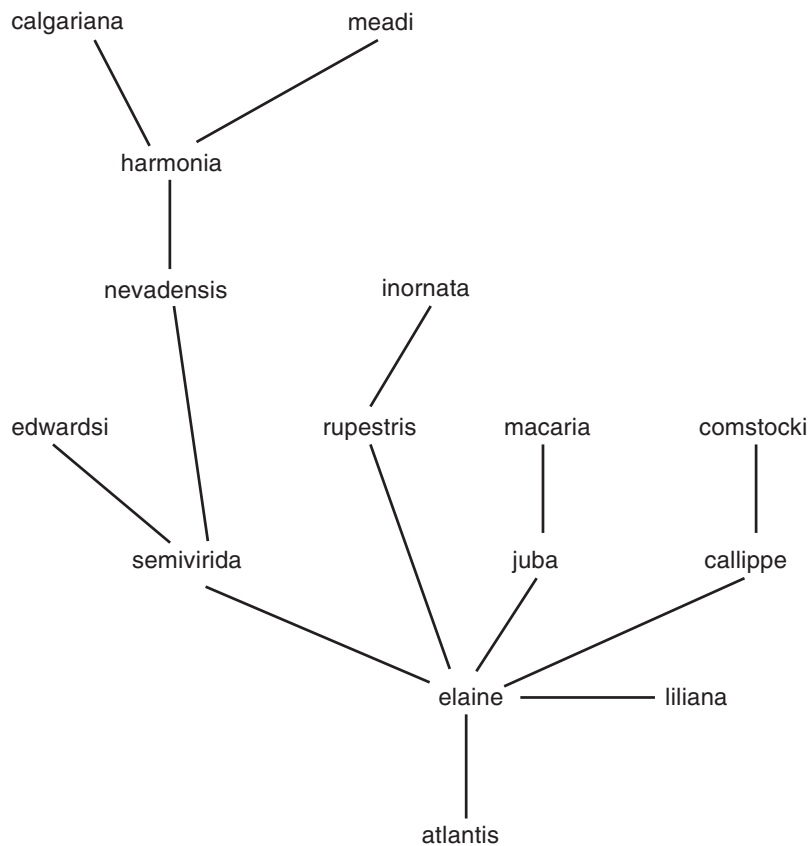 calgariana meadi
harmonia
nevadensis inornata
edwardsi rupestris macaria comstocki
semivirida juba callippe
elaine liliana
atlantis